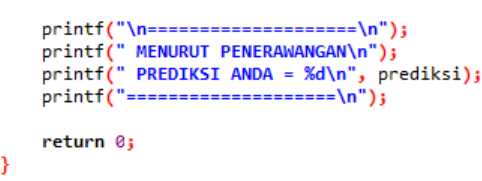 printf("\n=====================\n");
printf(" MENURUT PENERAWANGAN\n");
printf(" PREDIKSI ANDA = %d\n", prediksi);
printf("=====================\n");
return 0;
}